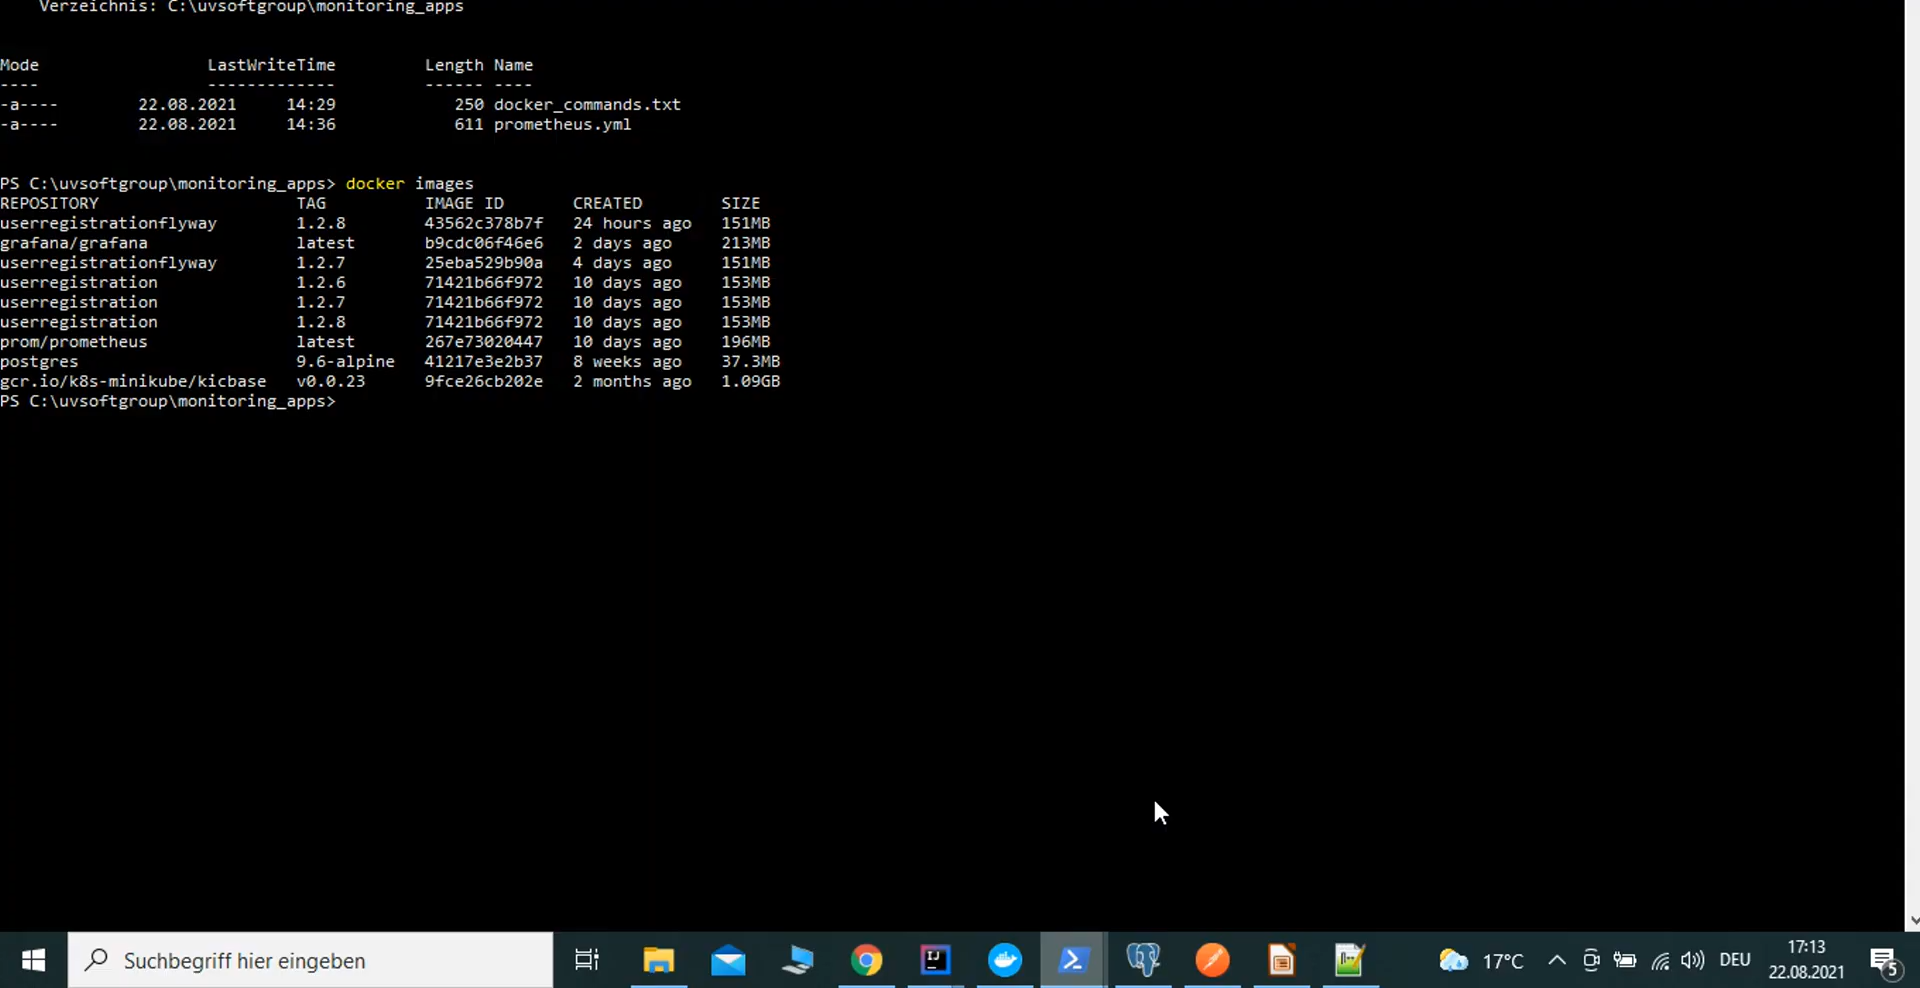 Verzeichnis: C:\uvsoftgroup\monitoring_apps
Mode LastWriteTime Length Name
---- ------------- ------ ----
-a---- 22.08.2021 14:29 250 docker_commands.txt
-a---- 22.08.2021 14:36 611 prometheus.yml
PS C:\uvsoftgroup\monitoring_apps> docker images
REPOSITORY TAG IMAGE ID CREATED SIZE
userregistrationflyway 1.2.8 43562c378b7f 24 hours ago 151MB
grafana/grafana latest b9cdc06f46e6 2 days ago 213MB
userregistrationflyway 1.2.7 25eba529b90a 4 days ago 151MB
userregistration 1.2.6 71421b66f972 10 days ago 153MB
userregistration 1.2.7 71421b66f972 10 days ago 153MB
userregistration 1.2.8 71421b66f972 10 days ago 153MB
prom/prometheus latest 267e73020447 10 days ago 196MB
postgres 9.6-alpine 41217e3e2b37 8 weeks ago 37.3MB
gcr.io/k8s-minikube/kicbase v0.0.23 9fce26cb202e 2 months ago 1.09GB
PS C:\uvsoftgroup\monitoring_apps>
Suchbegriff hier eingeben
IJ
17°C
DEU
17:13
22.08.2021
5